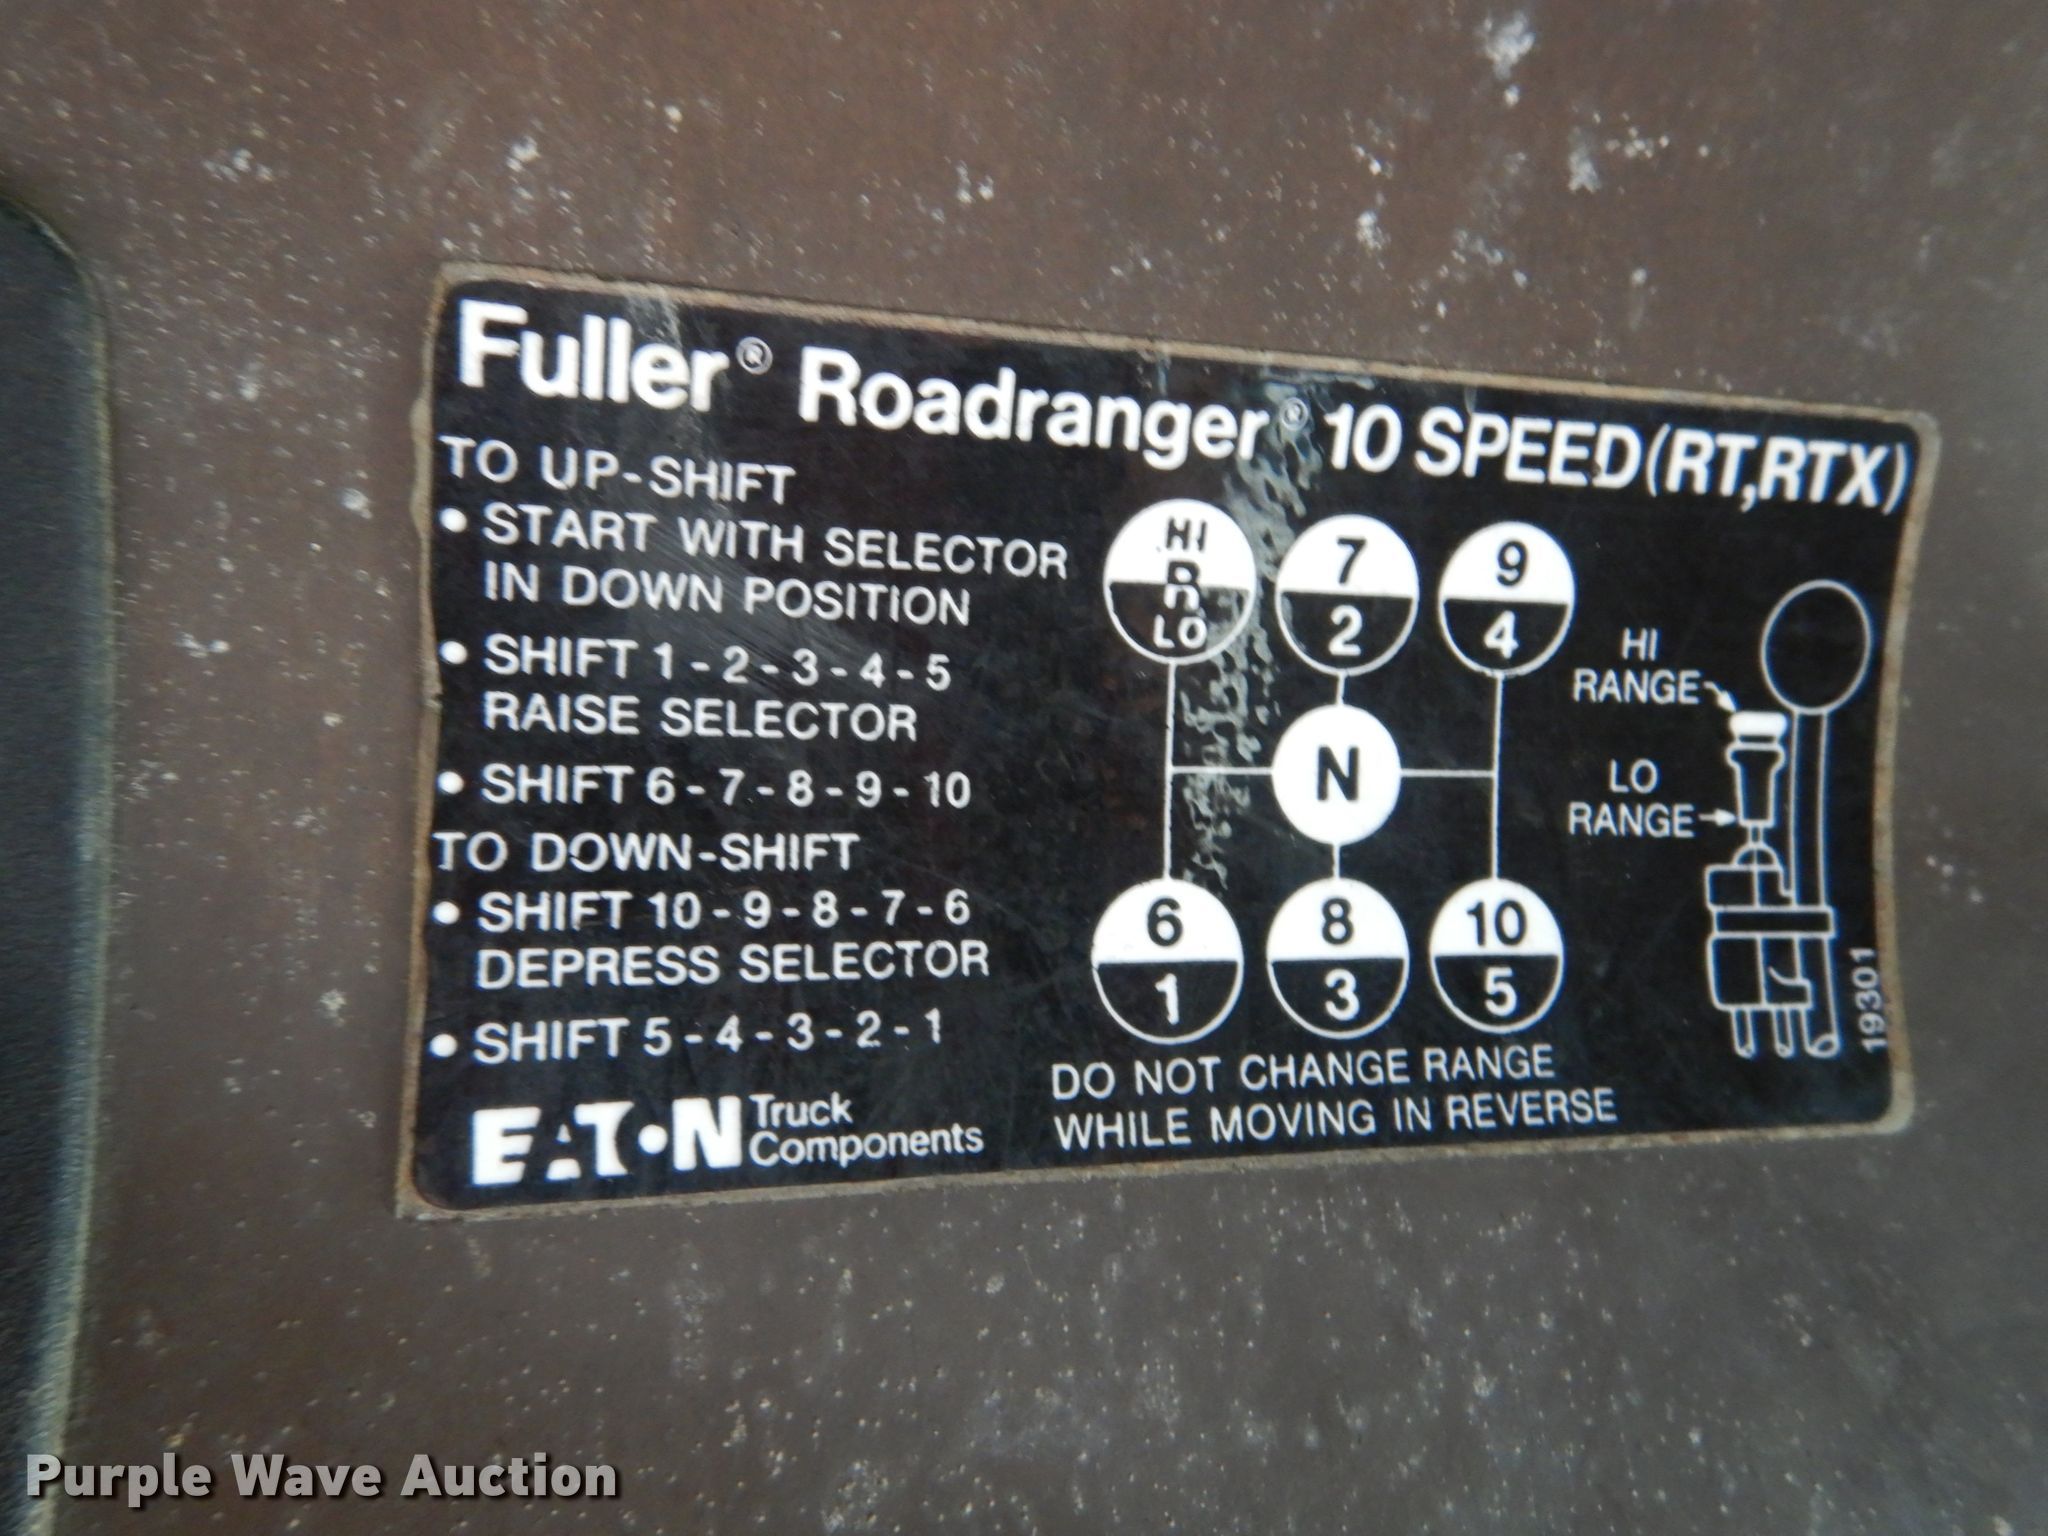 Fuller® Roadranger® 10 SPEED (RT,RTX)
TO UP-SHIFT
• START WITH SELECTOR
IN DOWN POSITION
• SHIFT 1 - 2 - 3 - 4 - 5
RAISE SELECTOR
• SHIFT 6 - 7 - 8 - 9 - 10
TO DOWN-SHIFT
• SHIFT 10 - 9 - 8 - 7 - 6
DEPRESS SELECTOR
• SHIFT 5 - 4 - 3 - 2 - 1
EATON Truck
Components
HI 7 9
R
LO 2 4
N
6 8 10
1 3 5
HI
RANGE
LO
RANGE
DO NOT CHANGE RANGE
WHILE MOVING IN REVERSE
19301
Purple Wave Auction